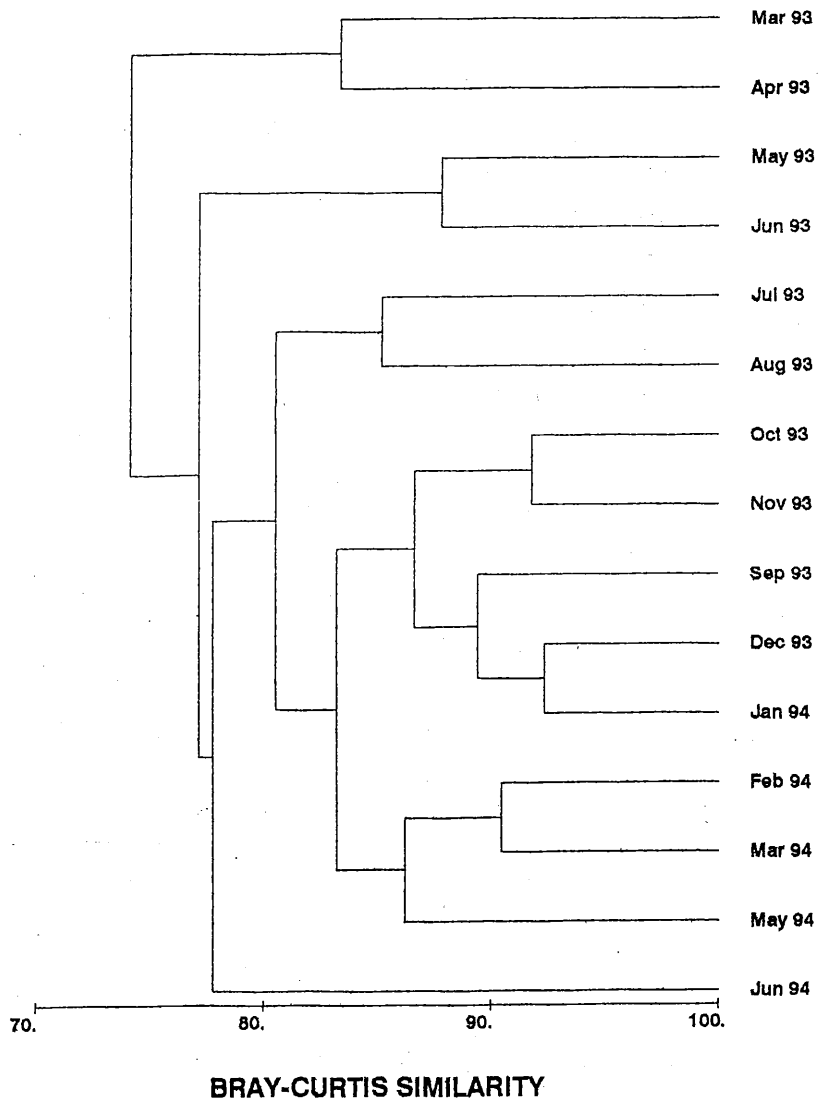 Mar 93
Apr 93
May 93
Jun 93
Jul 93
Aug 93
Oct 93
Nov 93
Sep 93
Dec 93
Jan 94
Feb 94
Mar 94
May 94
Jun 94
70. 80. 90. 100.
BRAY-CURTIS SIMILARITY